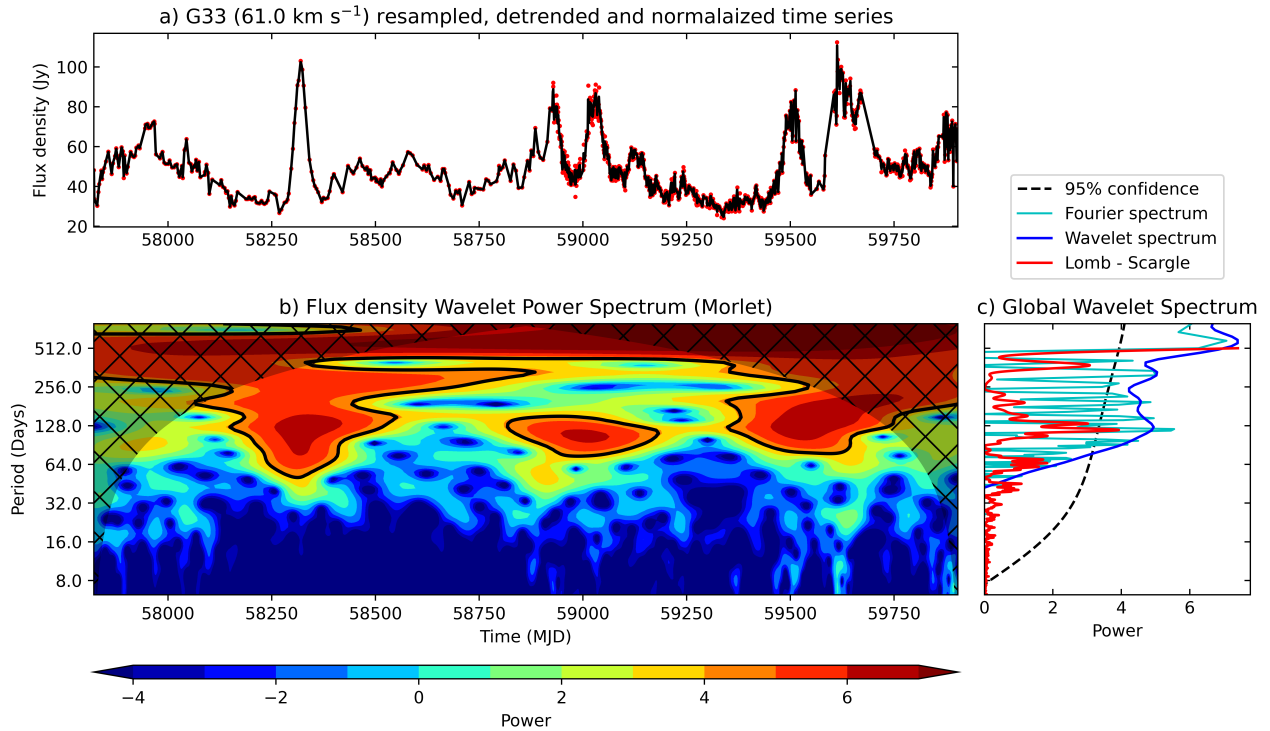 a) G33 (61.0 km s⁻¹) resampled, detrended and normalaized time series
Flux density (Jy)
100
80
60
40
20
58000 58250 58500 58750 59000 59250 59500 59750
95% confidence
Fourier spectrum
Wavelet spectrum
Lomb - Scargle
b) Flux density Wavelet Power Spectrum (Morlet)
Period (Days)
512.0
256.0
128.0
64.0
32.0
16.0
8.0
58000 58250 58500 58750 59000 59250 59500 59750
Time (MJD)
c) Global Wavelet Spectrum
0 2 4 6
Power
−4 −2 0 2 4 6
Power